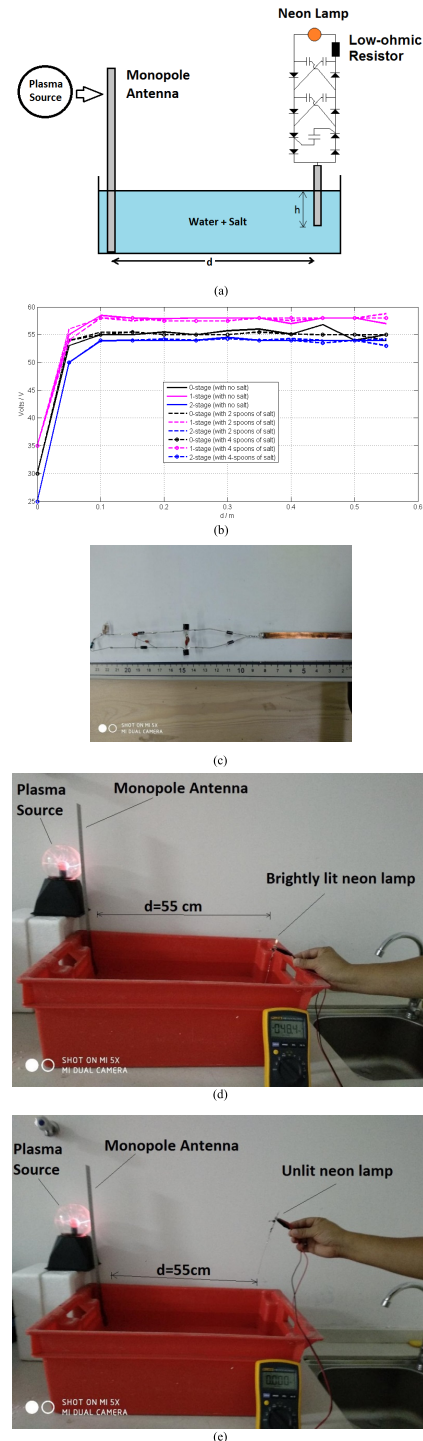 Neon Lamp
Low-ohmic
Resistor
Monopole
Antenna
Plasma
Source
h
Water + Salt
d
(a)
60
55
50
45
40
35
30
25
Volts / V
0-stage (with no salt)
1-stage (with no salt)
2-stage (with no salt)
0-stage (with 2 spoons of salt)
1-stage (with 2 spoons of salt)
2-stage (with 2 spoons of salt)
0-stage (with 4 spoons of salt)
1-stage (with 4 spoons of salt)
2-stage (with 4-spoons of salt)
0 0.1 0.2 0.3 0.4 0.5 0.6
d / m
(b)
SHOT ON MI 5X
MI DUAL CAMERA
(c)
Plasma
Source
Monopole Antenna
Brightly lit neon lamp
d=55 cm
SHOT ON MI 5X
MI DUAL CAMERA
(d)
Plasma
Source
Monopole Antenna
Unlit neon lamp
d=55cm
SHOT ON MI 5X
MI DUAL CAMERA
(e)